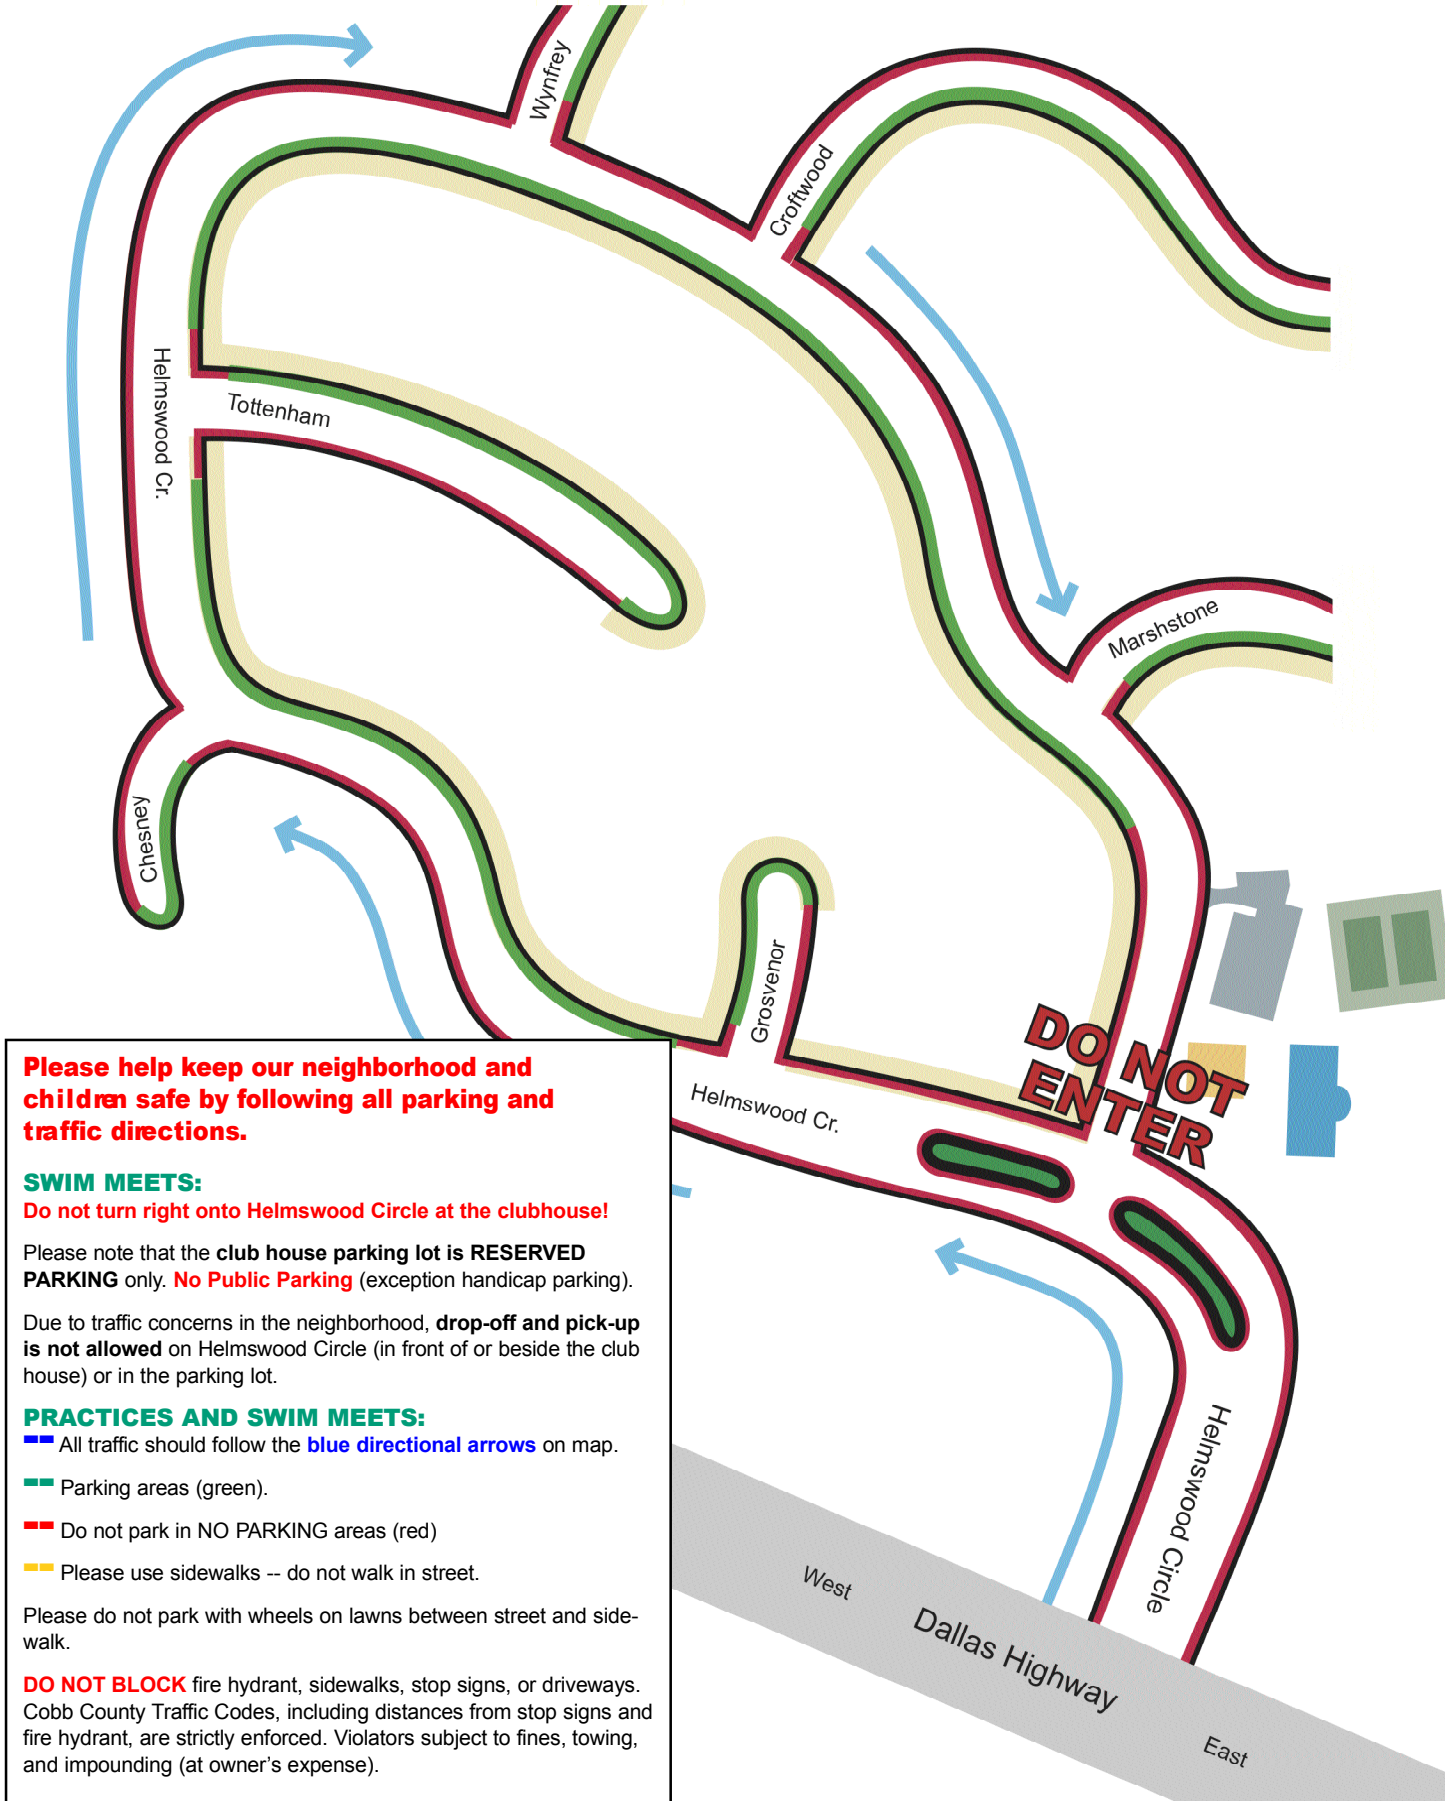 Wynfrey
Croftwood
Helmswood Cr.
Tottenham
Marshstone
Chesney
Grosvenor
DO NOT
ENTER
Helmswood Cr.
Helmswood Circle
West
Dallas Highway
East
Please help keep our neighborhood and
children safe by following all parking and
traffic directions.
SWIM MEETS:
Do not turn right onto Helmswood Circle at the clubhouse!
Please note that the club house parking lot is RESERVED
PARKING only. No Public Parking (exception handicap parking).
Due to traffic concerns in the neighborhood, drop-off and pick-up
is not allowed on Helmswood Circle (in front of or beside the club
house) or in the parking lot.
PRACTICES AND SWIM MEETS:
All traffic should follow the blue directional arrows on map.
Parking areas (green).
Do not park in NO PARKING areas (red)
Please use sidewalks -- do not walk in street.
Please do not park with wheels on lawns between street and side-
walk.
DO NOT BLOCK fire hydrant, sidewalks, stop signs, or driveways.
Cobb County Traffic Codes, including distances from stop signs and
fire hydrant, are strictly enforced. Violators subject to fines, towing,
and impounding (at owner's expense).